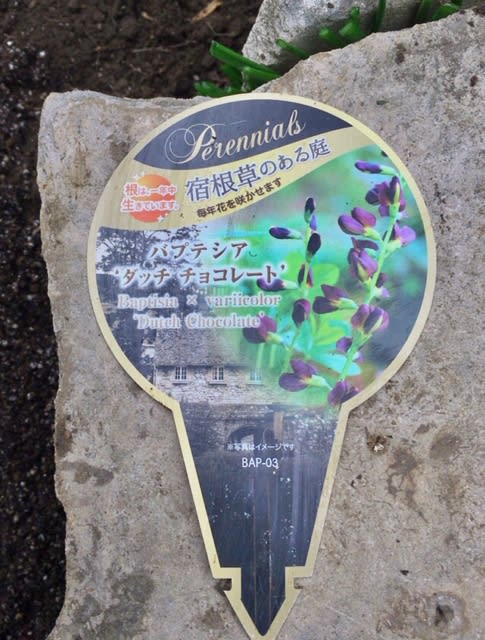 Perennials
宿根草のある庭
毎年花を咲かせます
根は、一年中
生きています。
バプテシア
‘ダッチ チョコレート’
Baptisia × variicolor
‘Dutch Chocolate’
※写真はイメージです
BAP-03